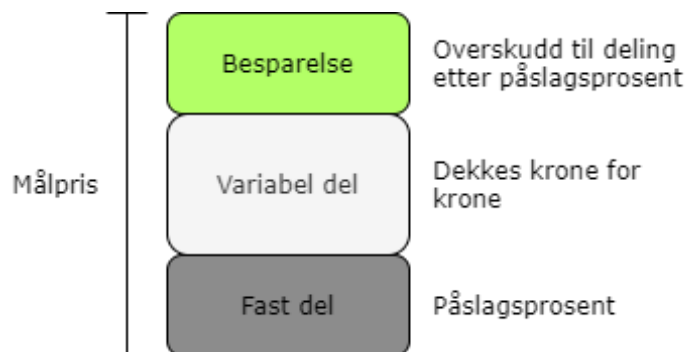 Besparelse
Overskudd til deling
etter påslagsprosent
Målpris
Variabel del
Dekkes krone for
krone
Fast del
Påslagsprosent